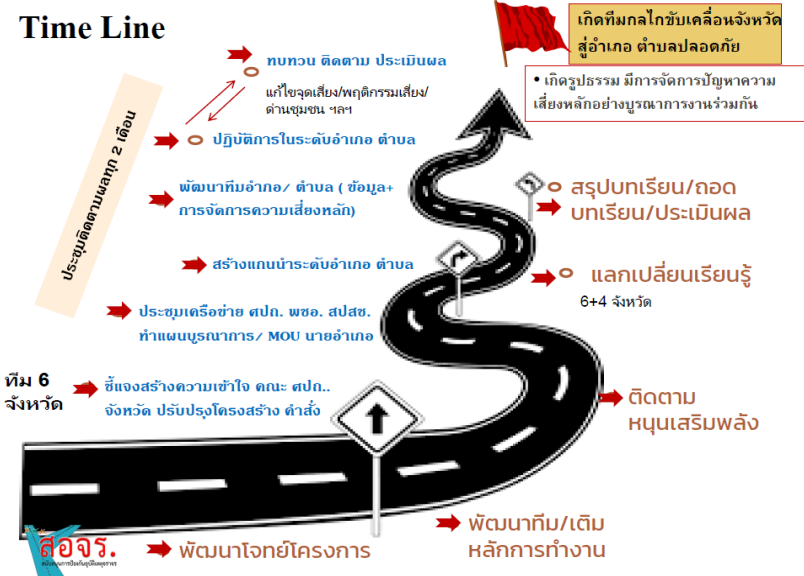 Time Line
เกิดทีมกลไกขับเคลื่อนจังหวัด
สู่อำเภอ ตำบลปลอดภัย
• เกิดรูปธรรม มีการจัดการปัญหาความ
เสี่ยงหลักอย่างบูรณาการงานร่วมกัน
ทบทวน ติดตาม ประเมินผล
แก้ไขจุดเสี่ยง/พฤติกรรมเสี่ยง/
ด่านชุมชน ฯลฯ
ประชุมติดตามผลทุก 2 เดือน
ปฏิบัติการในระดับอำเภอ ตำบล
พัฒนาทีมอำภอ/ ตำบล ( ข้อมูล+
การจัดการความเสี่ยงหลัก)
สร้างแกนนำระดับอำเภอ ตำบล
ประชุมเครือข่าย ศปถ. พชอ. สปสช.
ทำแผนบูรณาการ/ MOU นายอำเภอ
ทีม 6
จังหวัด
ชี้แจงสร้างความเข้าใจ คณะ ศปถ..
จังหวัด ปรับปรุงโครงสร้าง คำสั่ง
สรุปบทเรียน/ถอด
บทเรียน/ประเมินผล
แลกเปลี่ยนเรียนรู้
6+4 จังหวัด
ติดตาม
หนุนเสริมพลัง
พัฒนาทีม/เติม
หลักการทำงาน
พัฒนาโจทย์โครงการ
สอจร.